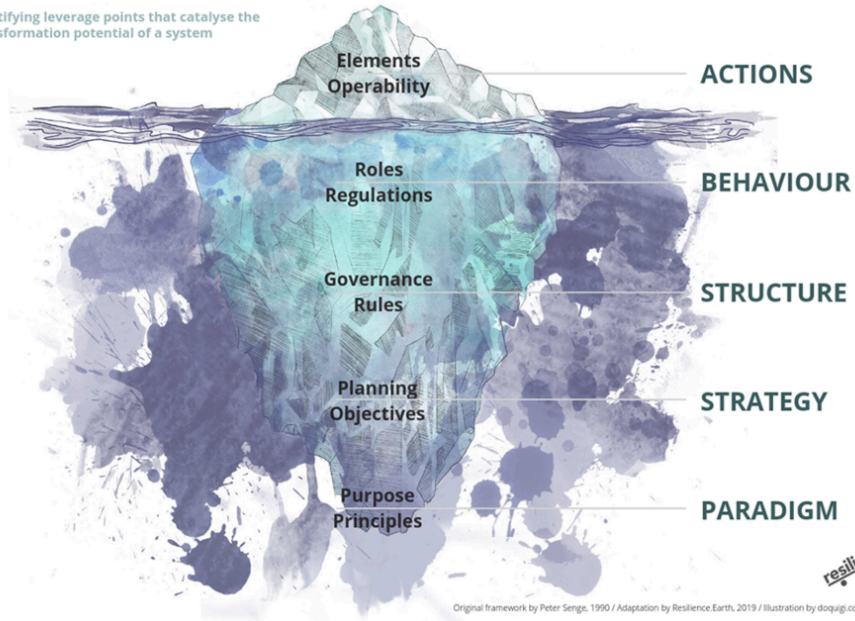 tifying leverage points that catalyse the
sformation potential of a system
Elements
Operability
ACTIONS
Roles
Regulations
BEHAVIOUR
Governance
Rules
STRUCTURE
Planning
Objectives
STRATEGY
Purpose
Principles
PARADIGM
resili
Original framework by Peter Senge, 1990 / Adaptation by Resilience.Earth, 2019 / Illustration by doquigi.co